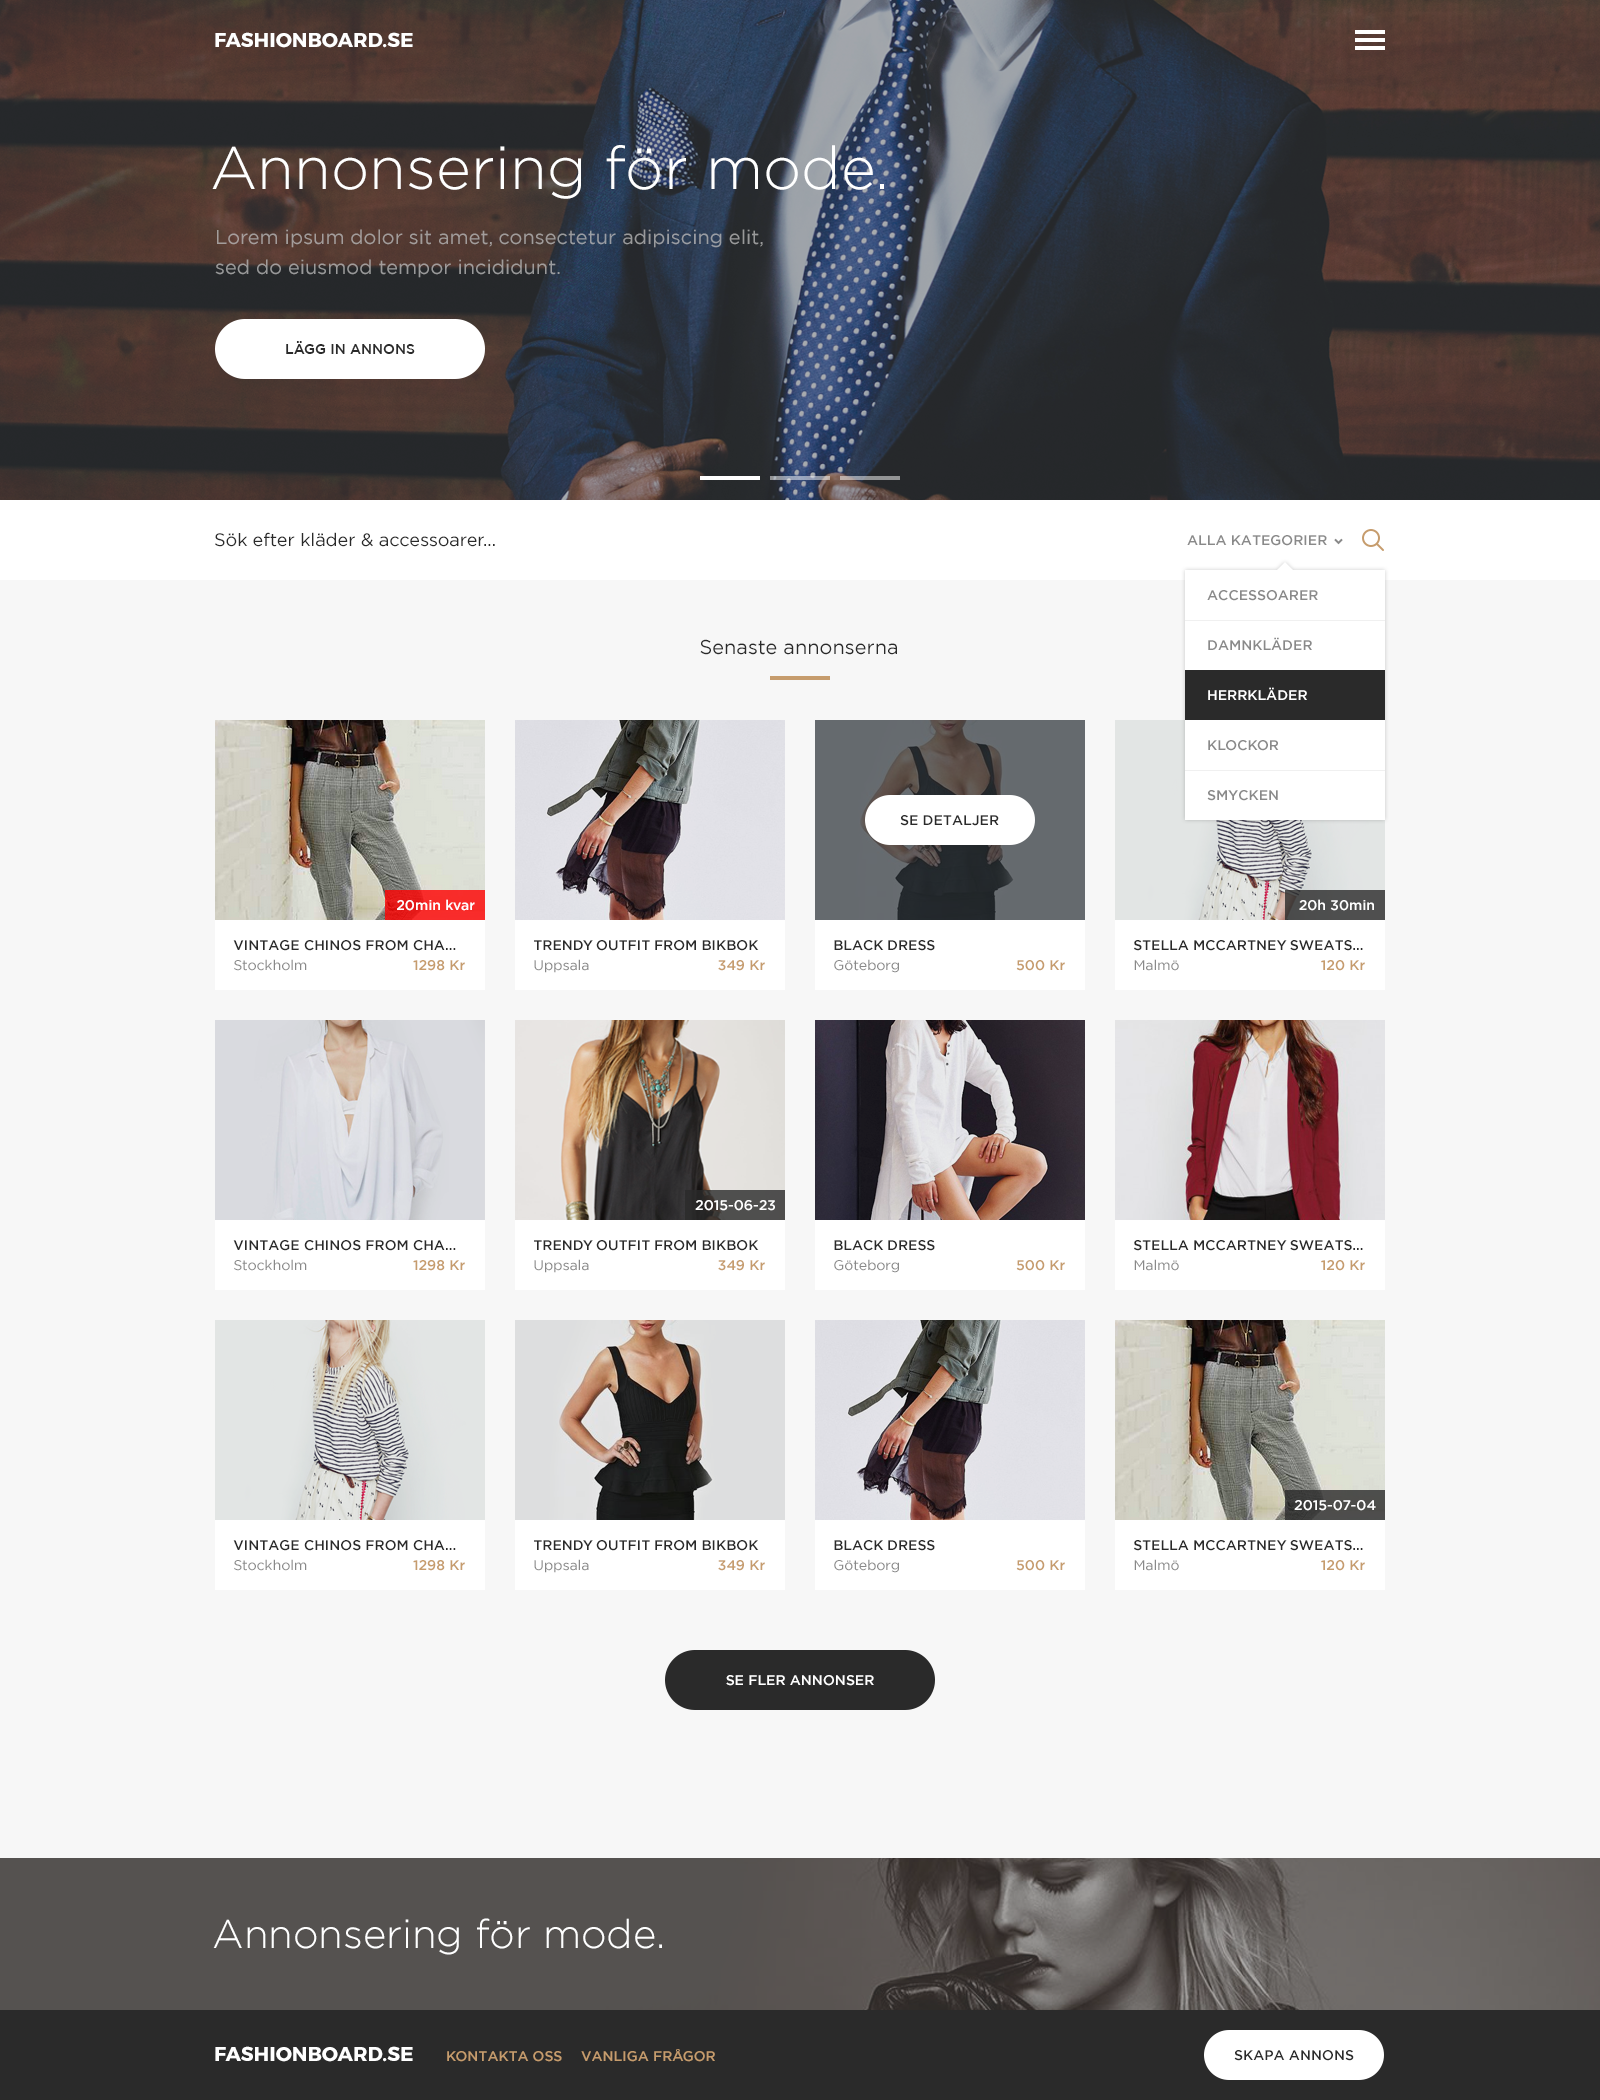 FASHIONBOARD.SE
Annonsering för mode.
Lorem ipsum dolor sit amet, consectetur adipiscing elit,
sed do eiusmod tempor incididunt.
LÄGG IN ANNONS
Sök efter kläder & accessoarer...
ALLA KATEGORIER
ACCESSOARER
DAMNKLÄDER
HERRKLÄDER
KLOCKOR
SMYCKEN
Senaste annonserna
20min kvar
SE DETALJER
20h 30min
VINTAGE CHINOS FROM CHA...
Stockholm 1298 Kr
TRENDY OUTFIT FROM BIKBOK
Uppsala 349 Kr
BLACK DRESS
Göteborg 500 Kr
STELLA MCCARTNEY SWEATS...
Malmö 120 Kr
2015-06-23
VINTAGE CHINOS FROM CHA...
Stockholm 1298 Kr
TRENDY OUTFIT FROM BIKBOK
Uppsala 349 Kr
BLACK DRESS
Göteborg 500 Kr
STELLA MCCARTNEY SWEATS...
Malmö 120 Kr
2015-07-04
VINTAGE CHINOS FROM CHA...
Stockholm 1298 Kr
TRENDY OUTFIT FROM BIKBOK
Uppsala 349 Kr
BLACK DRESS
Göteborg 500 Kr
STELLA MCCARTNEY SWEATS...
Malmö 120 Kr
SE FLER ANNONSER
Annonsering för mode.
FASHIONBOARD.SE
KONTAKTA OSS
VANLIGA FRÅGOR
SKAPA ANNONS